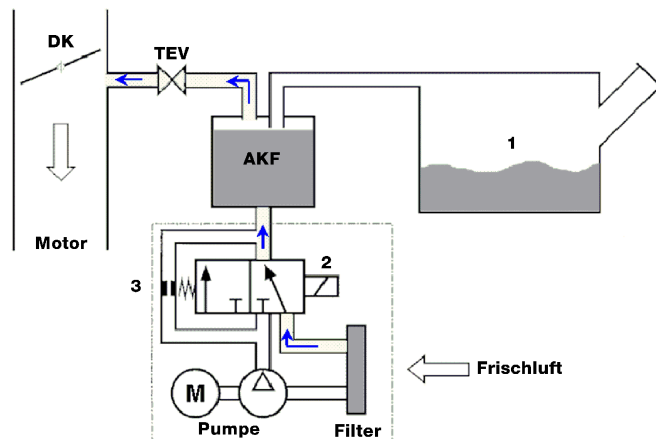 DK
TEV
AKF
1
Motor
2
3
M
Pumpe
Filter
Frischluft